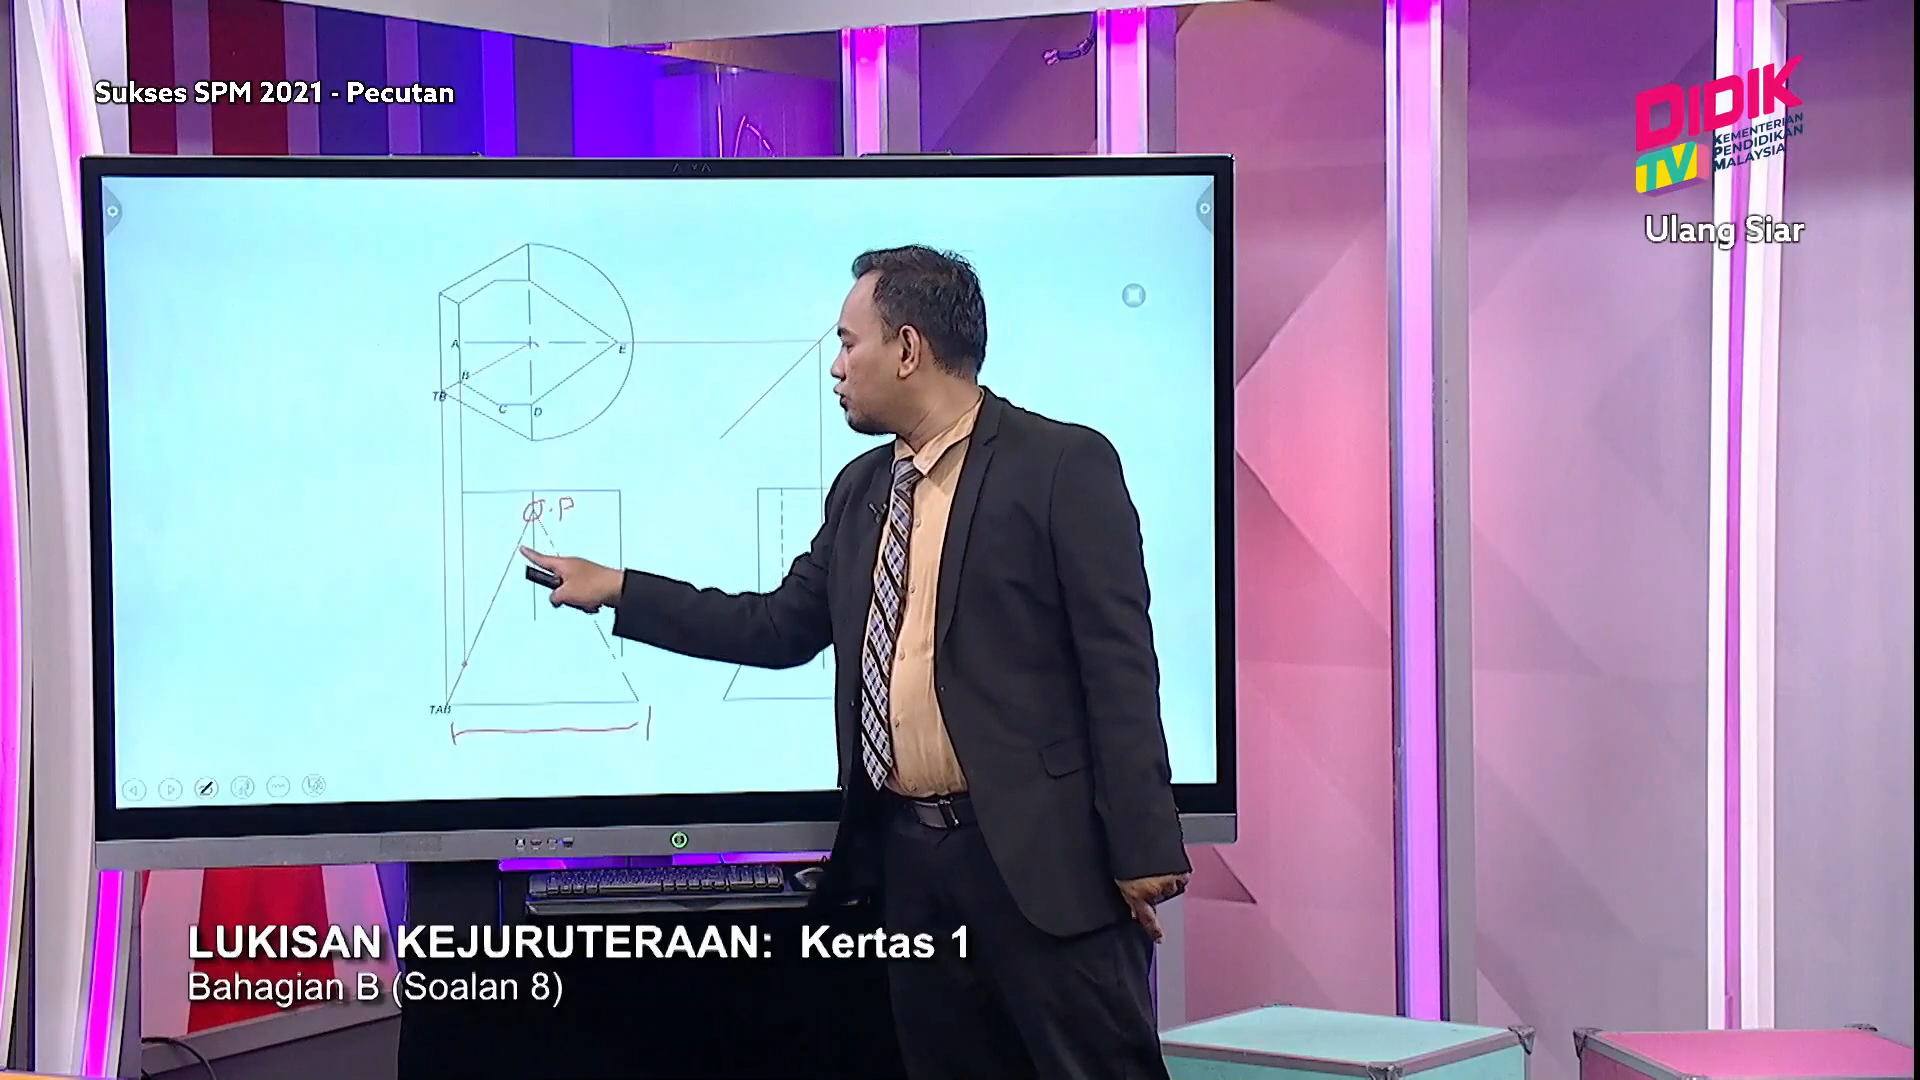 Sukses SPM 2021 - Pecutan
DIDIK
TV
KEMENTERIAN
PENDIDIKAN
MALAYSIA
Ulang Siar
A
E
B
TB
C
D
P
TAB
LUKISAN KEJURUTERAAN: Kertas 1
Bahagian B (Soalan 8)